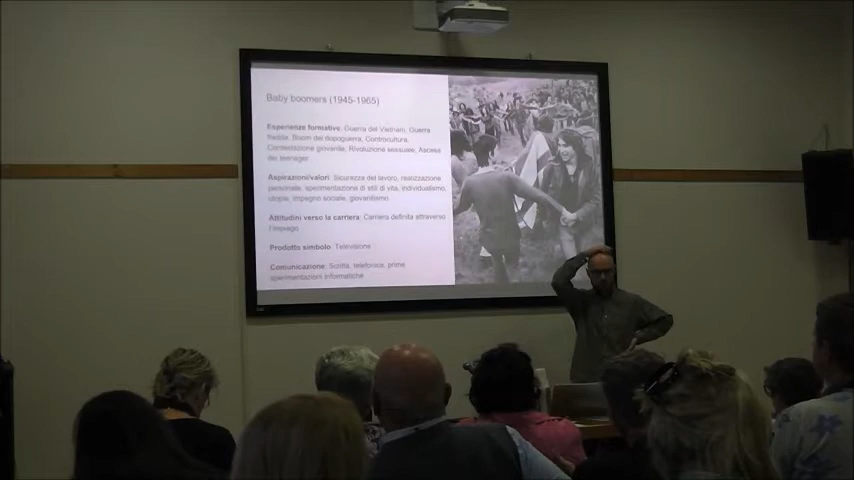 Baby boomers (1945-1965)
Esperienze formative: Guerra del Vietnam, Guerra
fredda, Boom del dopoguerra, Controcultura,
Contestazione giovanile, Rivoluzione sessuale, Ascesa
dei teenager
Aspirazioni/valori: Sicurezza del lavoro, realizzazione
personale, sperimentazione di stili di vita, individualismo,
utopia, impegno sociale, giovanilismo
Attitudini verso la carriera: Carriera definita attraverso
l'impiego
Prodotto simbolo: Televisione
Comunicazione: Scritta, telefonica, prime
sperimentazioni informatiche